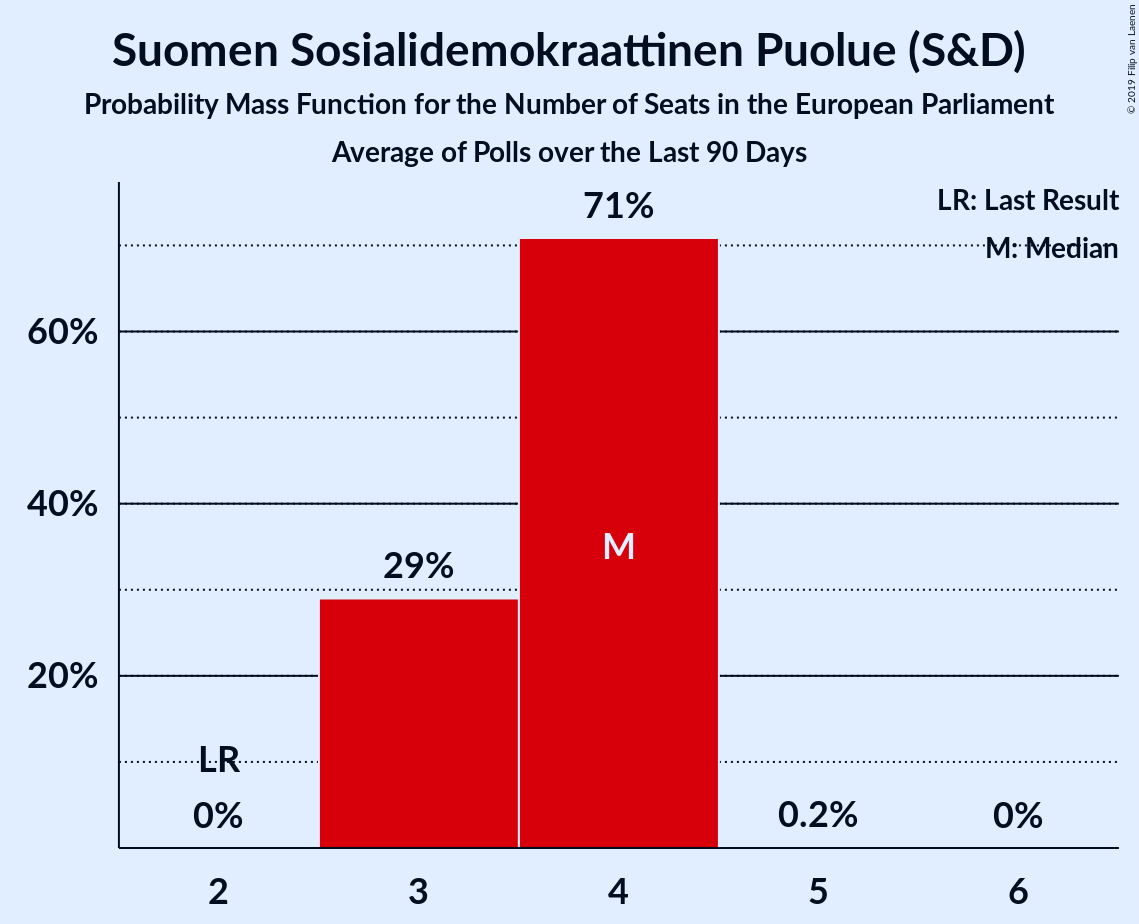 Suomen Sosialidemokraattinen Puolue (S&D)
Probability Mass Function for the Number of Seats in the European Parliament
Average of Polls over the Last 90 Days
© 2019 Filip van Laenen
LR: Last Result
M: Median
71%
60%
40%
M
29%
20%
LR
0%
0.2%
0%
2 3 4 5 6